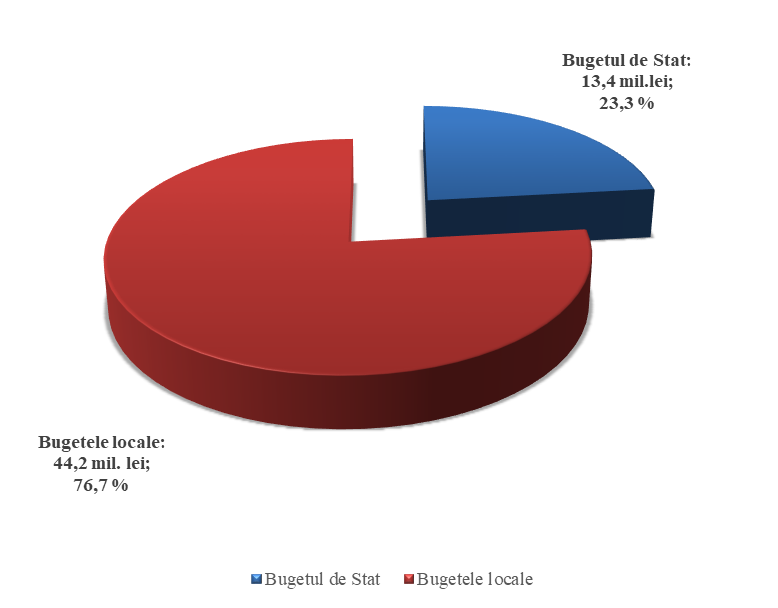 Bugetul de Stat:
13,4 mil.lei;
23,3 %
Bugetele locale:
44,2 mil. lei;
76,7 %
Bugetul de Stat Bugetele locale